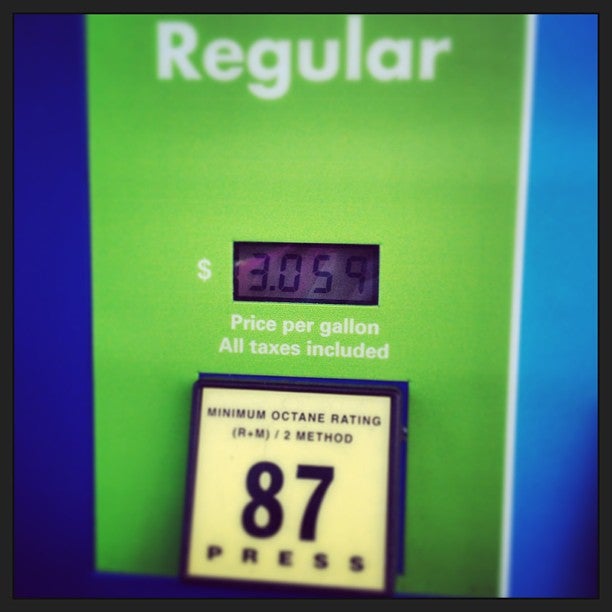 Regular
$ 3.059
Price per gallon
All taxes included
MINIMUM OCTANE RATING
(R+M) / 2 METHOD
87
PRESS